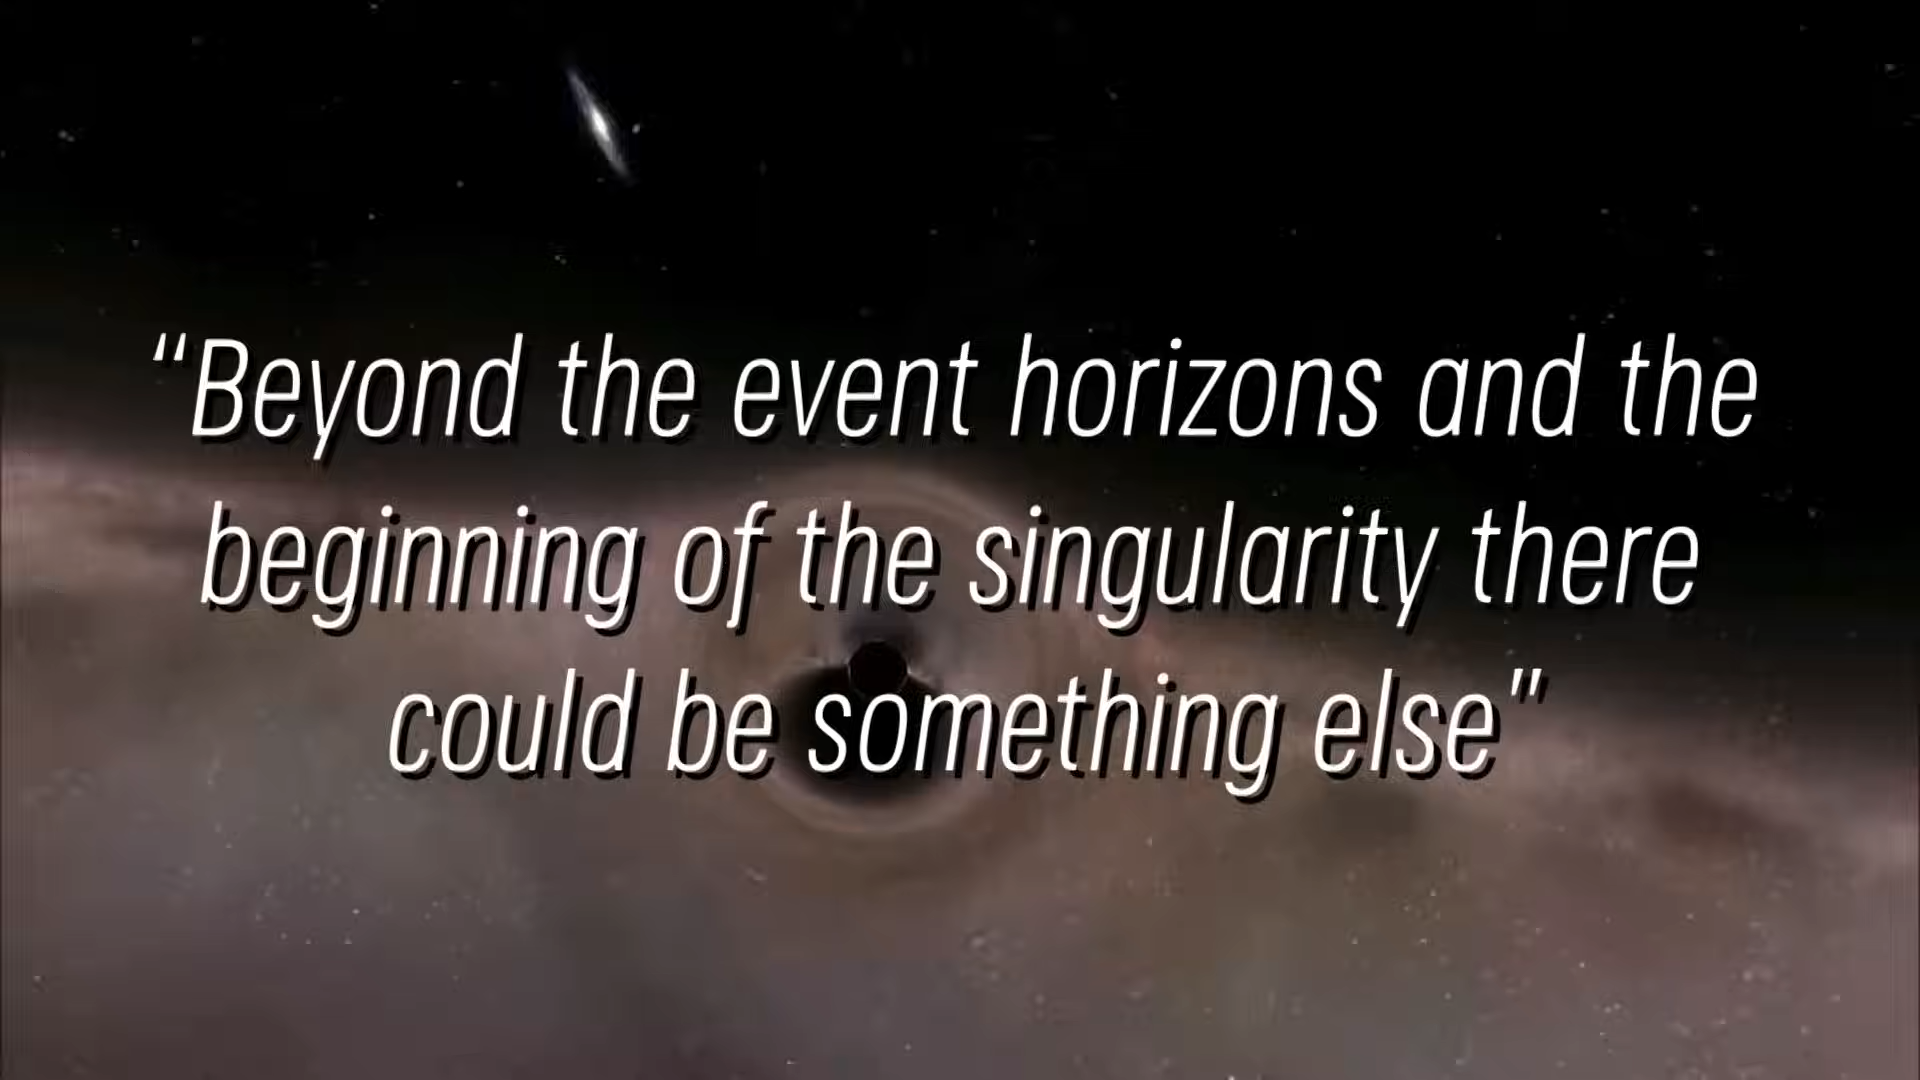 “Beyond the event horizons and the
beginning of the singularity there
could be something else”